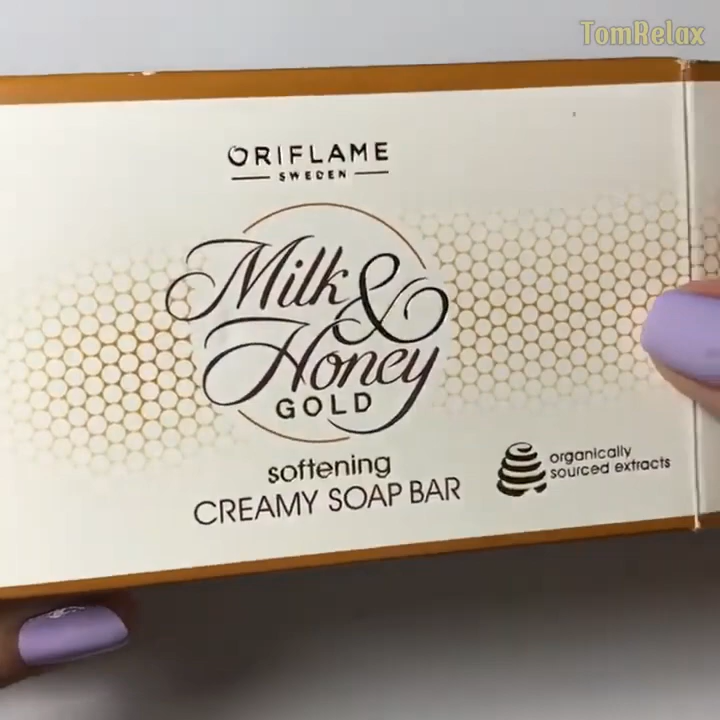 TomRelax
ORIFLAME
SWEDEN
Milk &
Honey
GOLD
softening
CREAMY SOAP BAR
organically
sourced extracts